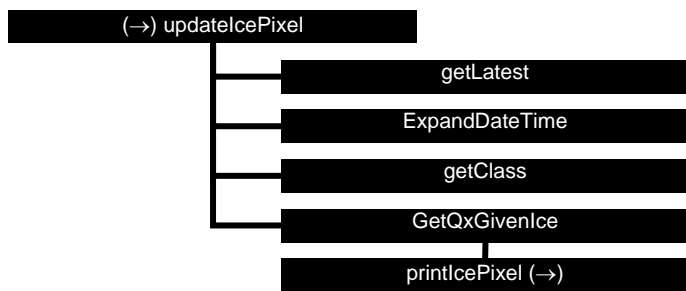 (→) updateIcePixel
getLatest
ExpandDateTime
getClass
GetQxGivenIce
printIcePixel (→)